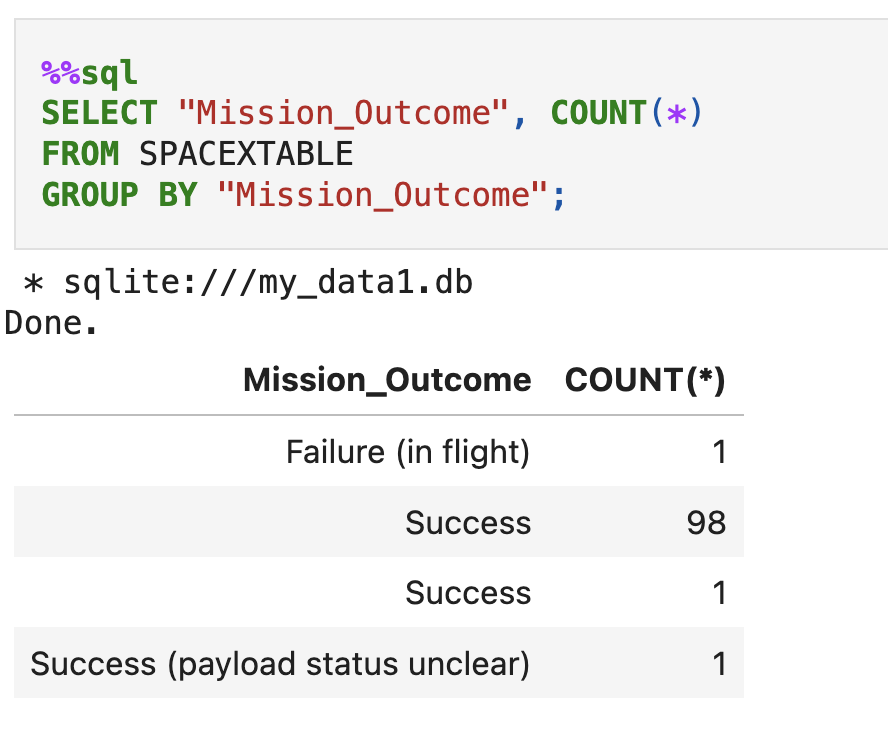 %%sql
SELECT "Mission_Outcome", COUNT(*)
FROM SPACEXTABLE
GROUP BY "Mission_Outcome";
* sqlite:///my_data1.db
Done.
Mission_Outcome COUNT(*)
Failure (in flight) 1
Success 98
Success 1
Success (payload status unclear) 1